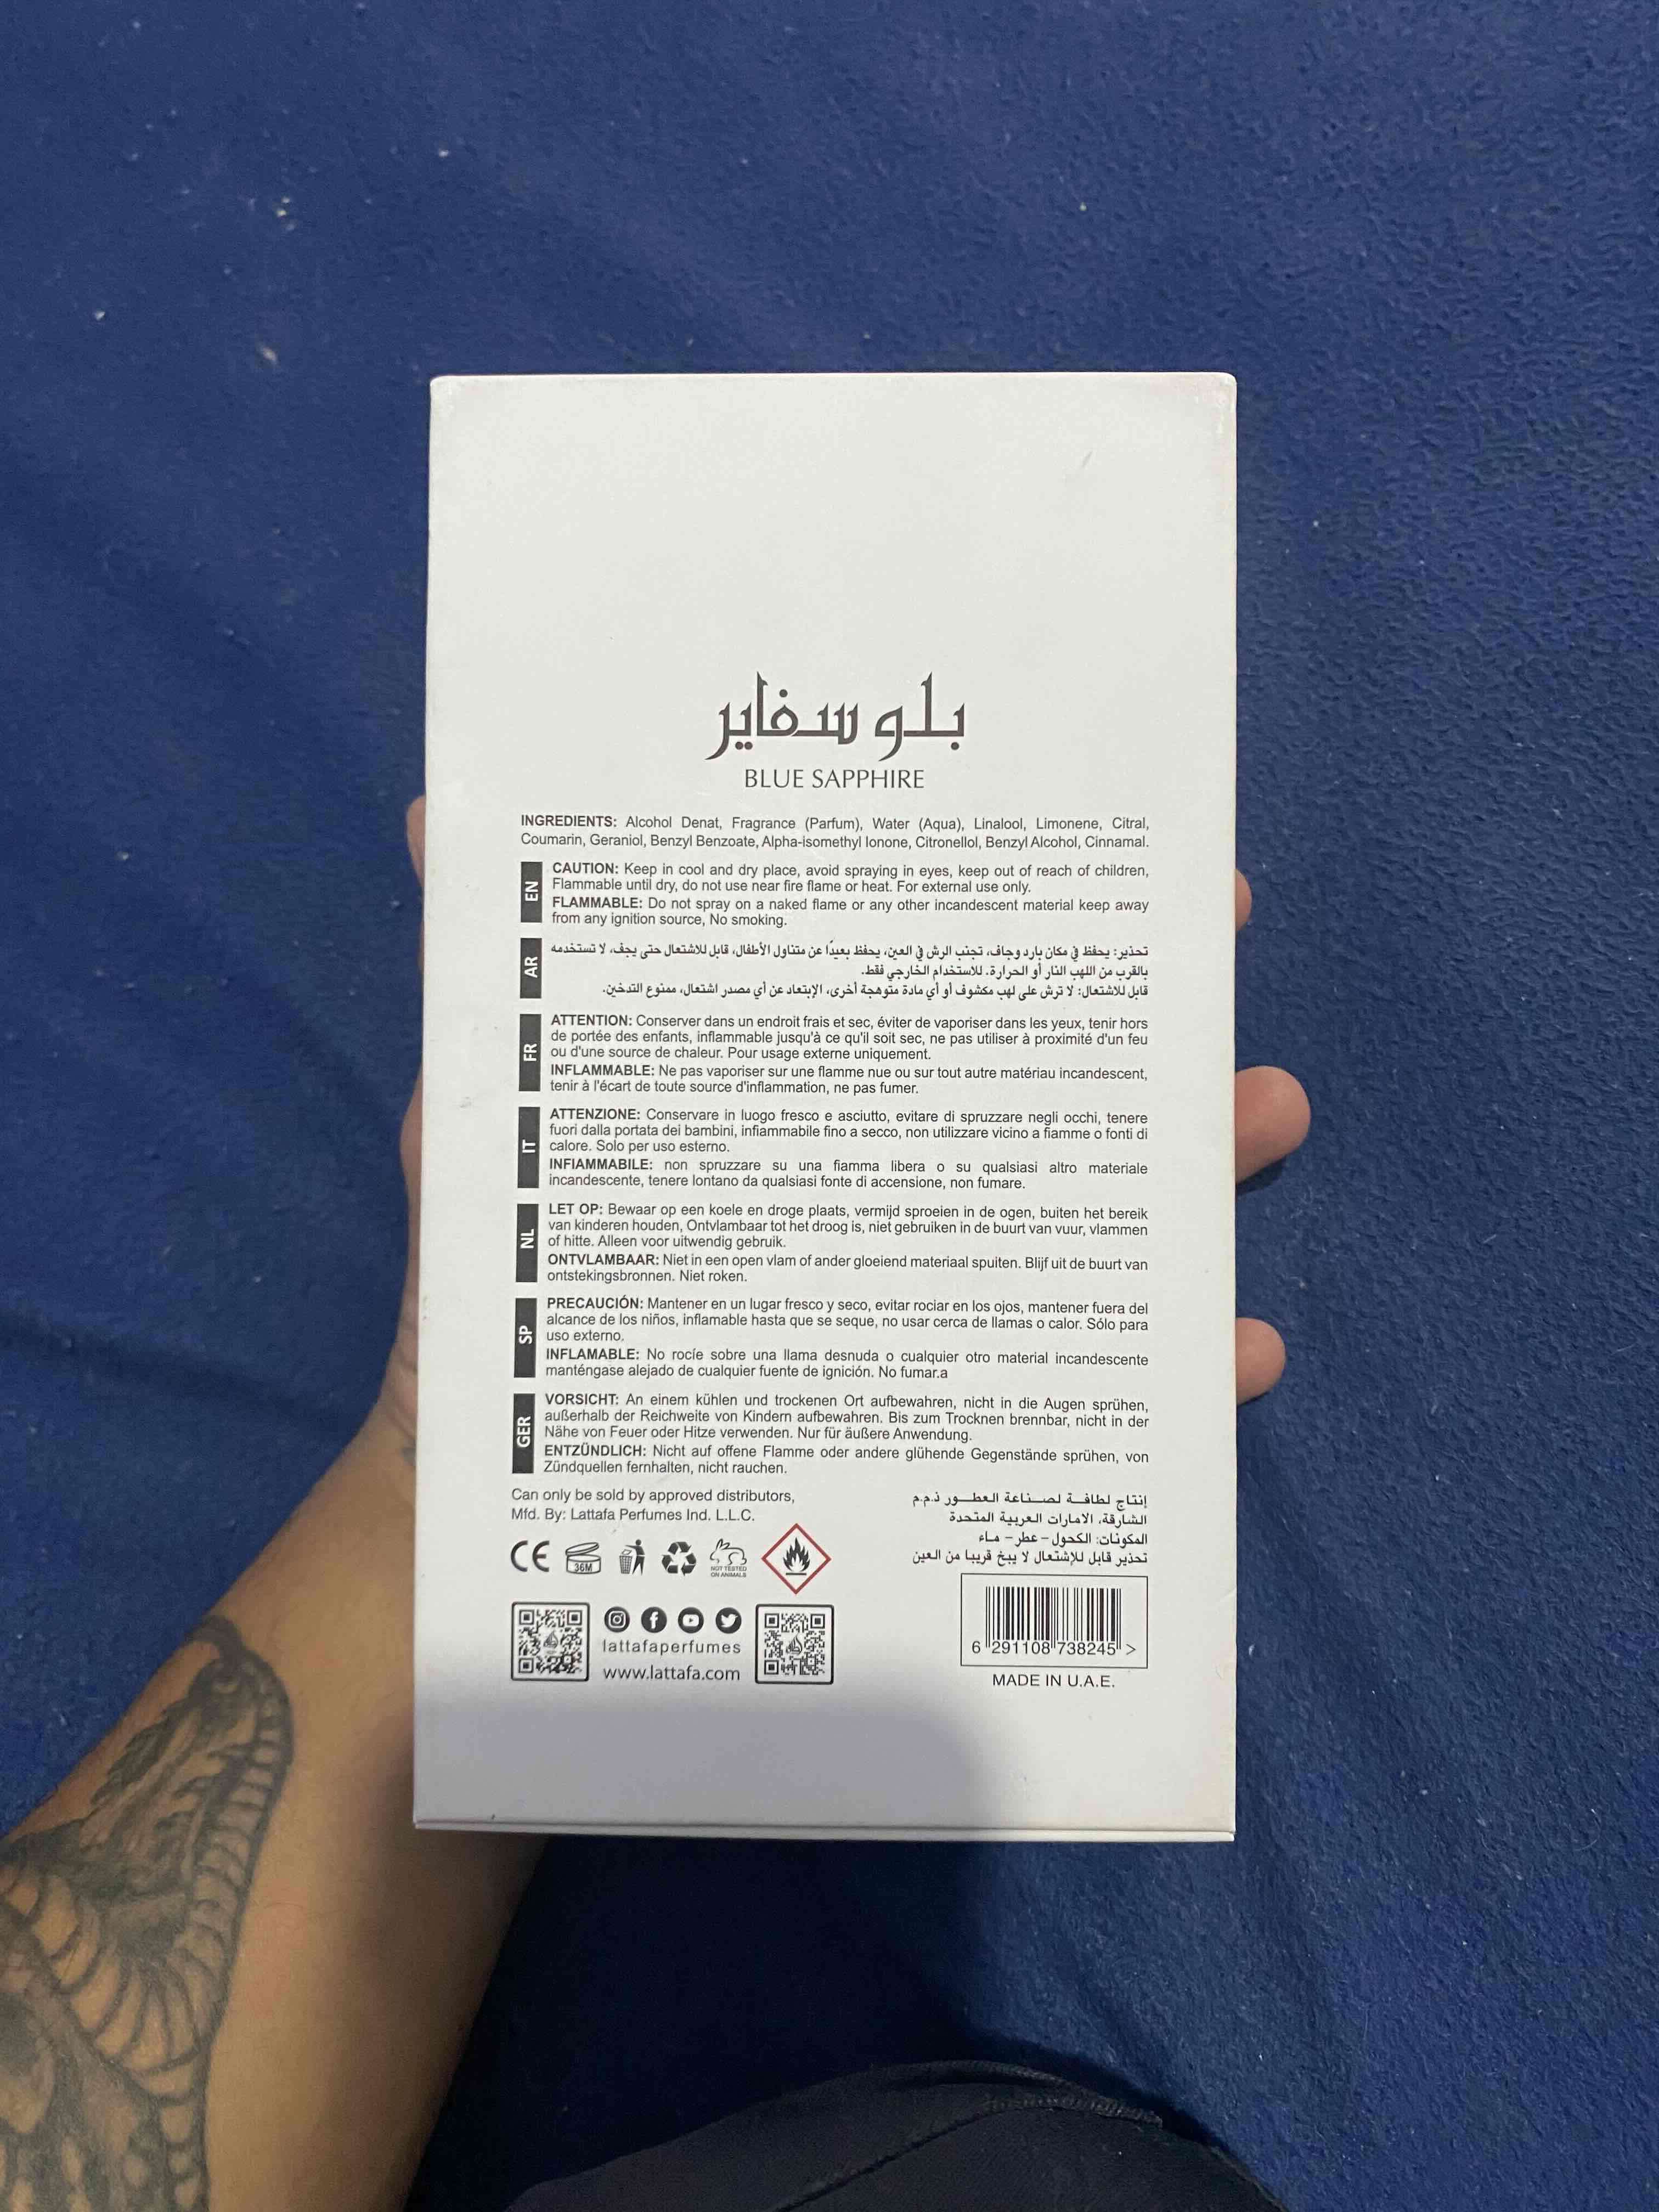 بلو سفاير
BLUE SAPPHIRE
INGREDIENTS: Alcohol Denat, Fragrance (Parfum), Water (Aqua), Linalool, Limonene, Citral,
Coumarin, Geraniol, Benzyl Benzoate, Alpha-isomethyl Ionone, Citronellol, Benzyl Alcohol, Cinnamal.
EN
CAUTION: Keep in cool and dry place, avoid spraying in eyes, keep out of reach of children,
Flammable until dry, do not use near fire flame or heat. For external use only.
FLAMMABLE: Do not spray on a naked flame or any other incandescent material keep away
from any ignition source, No smoking.
AR
تحذير: يحفظ في مكان بارد وجاف، تجنب الرش في العين، يحفظ بعيدًا عن متناول الأطفال، قابل للاشتعال حتى يجف، لا تستخدمه
بالقرب من اللهب النار أو الحرارة. للاستخدام الخارجي فقط.
قابل للاشتعال: لا ترش على لهب مكشوف أو أي مادة متوهجة أخرى، الإبتعاد عن أي مصدر اشتعال، ممنوع التدخين.
FR
ATTENTION: Conserver dans un endroit frais et sec, éviter de vaporiser dans les yeux, tenir hors
de portée des enfants, inflammable jusqu'à ce qu'il soit sec, ne pas utiliser à proximité d'un feu
ou d'une source de chaleur. Pour usage externe uniquement.
INFLAMMABLE: Ne pas vaporiser sur une flamme nue ou sur tout autre matériau incandescent,
tenir à l'écart de toute source d'inflammation, ne pas fumer.
IT
ATTENZIONE: Conservare in luogo fresco e asciutto, evitare di spruzzare negli occhi, tenere
fuori dalla portata dei bambini, infiammabile fino a secco, non utilizzare vicino a fiamme o fonti di
calore. Solo per uso esterno.
INFIAMMABILE: non spruzzare su una fiamma libera o su qualsiasi altro materiale
incandescente, tenere lontano da qualsiasi fonte di accensione, non fumare.
NL
LET OP: Bewaar op een koele en droge plaats, vermijd sproeien in de ogen, buiten het bereik
van kinderen houden, Ontvlambaar tot het droog is, niet gebruiken in de buurt van vuur, vlammen
of hitte. Alleen voor uitwendig gebruik.
ONTVLAMBAAR: Niet in een open vlam of ander gloeiend materiaal spuiten. Blijf uit de buurt van
ontstekingsbronnen. Niet roken.
SP
PRECAUCIÓN: Mantener en un lugar fresco y seco, evitar rociar en los ojos, mantener fuera del
alcance de los niños, inflamable hasta que se seque, no usar cerca de llamas o calor. Sólo para
uso externo.
INFLAMABLE: No rocíe sobre una llama desnuda o cualquier otro material incandescente
manténgase alejado de cualquier fuente de ignición. No fumar.a
GER
VORSICHT: An einem kühlen und trockenen Ort aufbewahren, nicht in die Augen sprühen,
außerhalb der Reichweite von Kindern aufbewahren. Bis zum Trocknen brennbar, nicht in der
Nähe von Feuer oder Hitze verwenden. Nur für äußere Anwendung.
ENTZÜNDLICH: Nicht auf offene Flamme oder andere glühende Gegenstände sprühen, von
Zündquellen fernhalten, nicht rauchen.
Can only be sold by approved distributors,
Mfd. By: Lattafa Perfumes Ind. L.L.C.
إنتاج لطافة لصناعة العطور ذ.م.م
الشارقة، الامارات العربية المتحدة
المكونات: الكحول – عطر – ماء
تحذير قابل للإشتعال لا يبخ قريبا من العين
CE
36M
NOT TESTED
ON ANIMALS
lattafaperfumes
www.lattafa.com
6 291108 738245 >
MADE IN U.A.E.